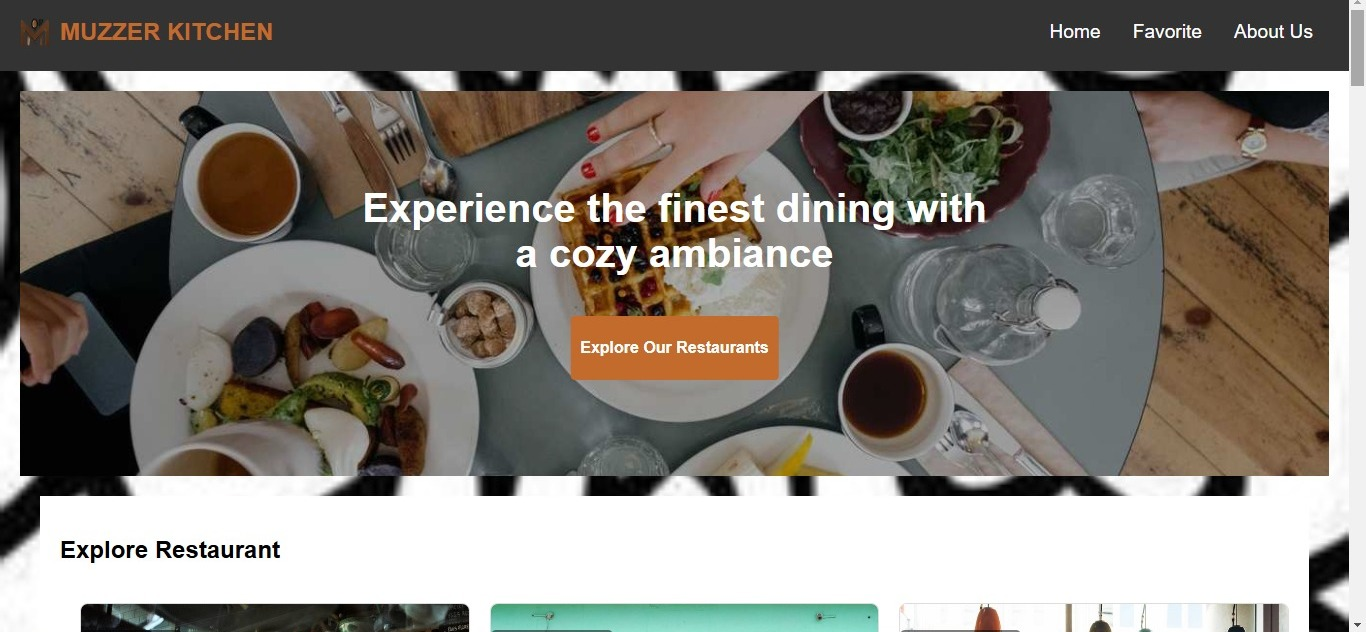 MUZZER KITCHEN
Home Favorite About Us
Experience the finest dining with
a cozy ambiance
Explore Our Restaurants
Explore Restaurant